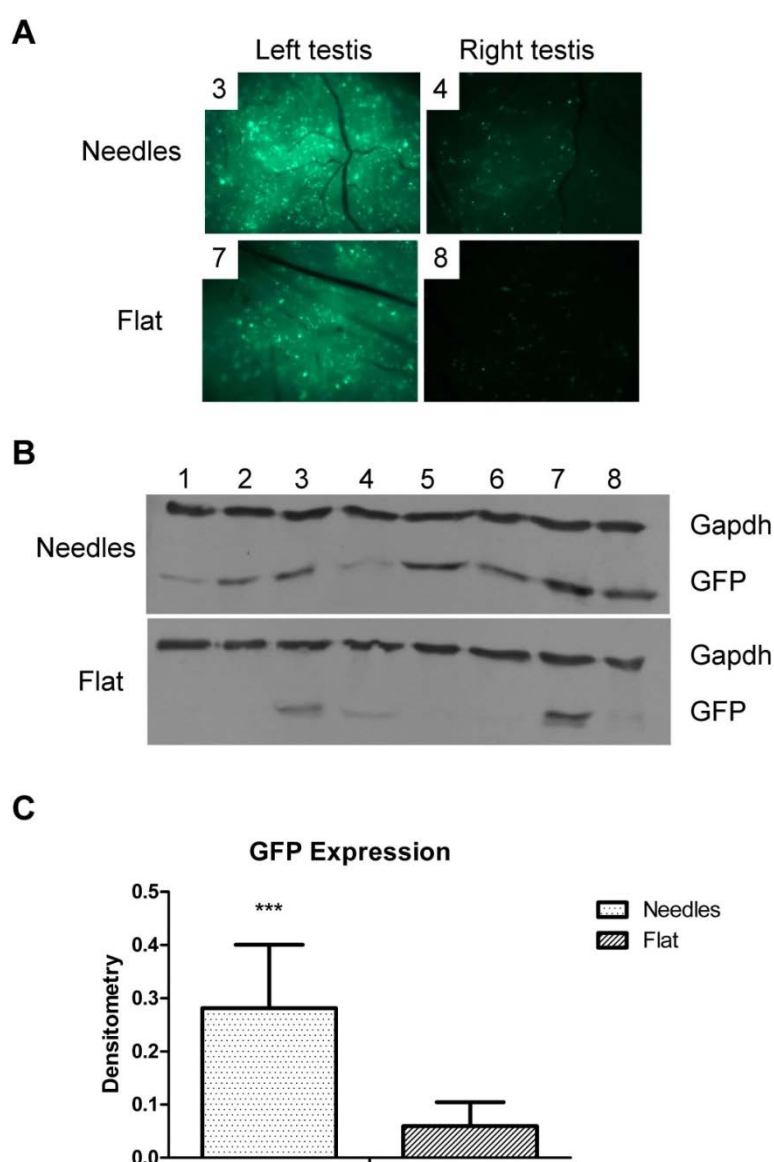 A
Left testis Right testis
Needles 3 4
Flat 7 8
B
1 2 3 4 5 6 7 8
Needles Gapdh
GFP
Flat Gapdh
GFP
C
GFP Expression
Densitometry
0.5
0.4
0.3
0.2
0.1
0.0
***
Needles
Flat